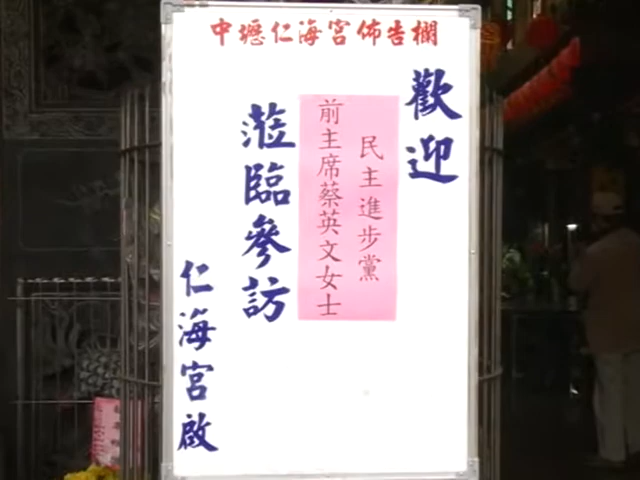 中壢仁海宮佈告欄
歡迎
民主進步黨
前主席蔡英文女士
蒞臨參訪
仁海宮啟